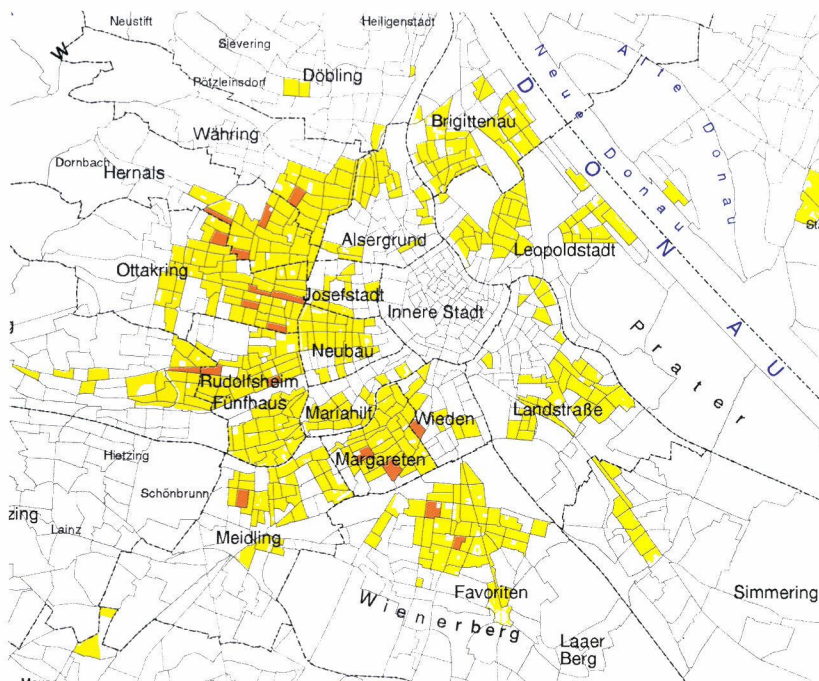 Neustift
Heiligenstadt
Sievering
W
Pötzleinsdorf
Döbling
Alte Donau
Neue Donau
DONAU
Brigittenau
Währing
Dornbach
Hernals
Alsergrund
Leopoldstadt
Ottakring
Josefstadt
Innere Stadt
Prater
Neubau
Rudolfsheim
Fünfhaus
Mariahilf
Wieden
Landstraße
Hietzing
Margareten
Schönbrunn
zing
Lainz
Meidling
Favoriten
Simmering
Wienerberg
Laaer
Berg